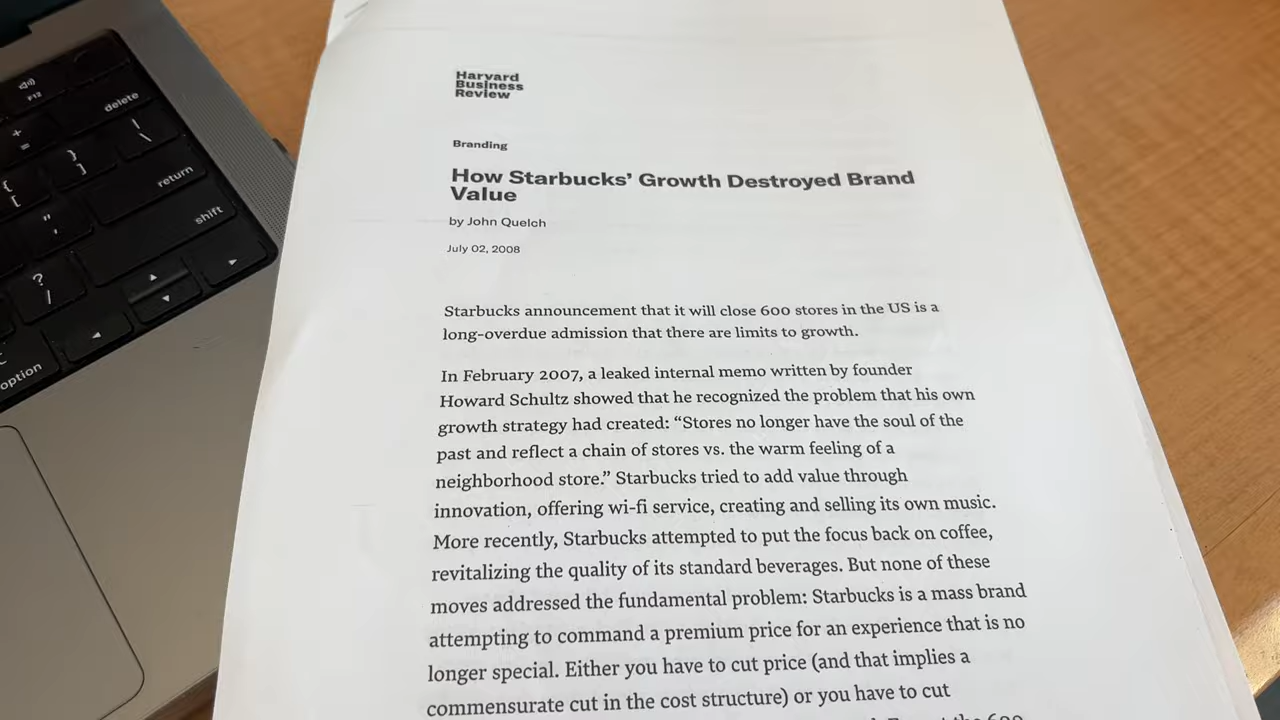 Harvard
Business
Review
Branding
How Starbucks’ Growth Destroyed Brand
Value
by John Quelch
July 02, 2008
Starbucks announcement that it will close 600 stores in the US is a
long-overdue admission that there are limits to growth.
In February 2007, a leaked internal memo written by founder
Howard Schultz showed that he recognized the problem that his own
growth strategy had created: “Stores no longer have the soul of the
past and reflect a chain of stores vs. the warm feeling of a
neighborhood store.” Starbucks tried to add value through
innovation, offering wi-fi service, creating and selling its own music.
More recently, Starbucks attempted to put the focus back on coffee,
revitalizing the quality of its standard beverages. But none of these
moves addressed the fundamental problem: Starbucks is a mass brand
attempting to command a premium price for an experience that is no
longer special. Either you have to cut price (and that implies a
commensurate cut in the cost structure) or you have to cut
the 600
F12
delete
+
=
|
\
{
[
}
]
return
"
'
shift
?
/
option